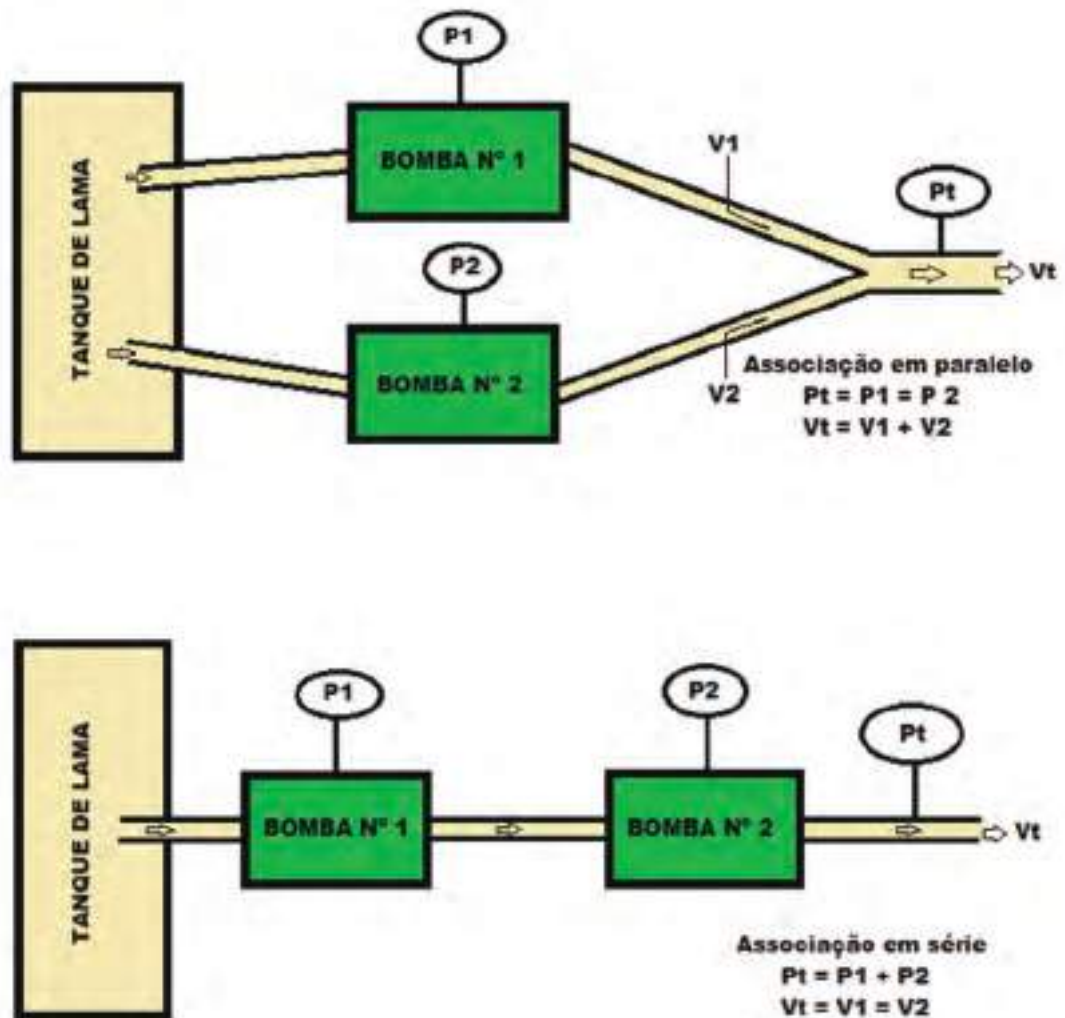 P1
TANQUE DE LAMA
BOMBA Nº 1
V1
Pt
Vt
P2
BOMBA Nº 2
V2
Associação em paralelo
Pt = P1 = P 2
Vt = V1 + V2
TANQUE DE LAMA
P1
P2
Pt
BOMBA Nº 1
BOMBA Nº 2
Vt
Associação em série
Pt = P1 + P2
Vt = V1 = V2